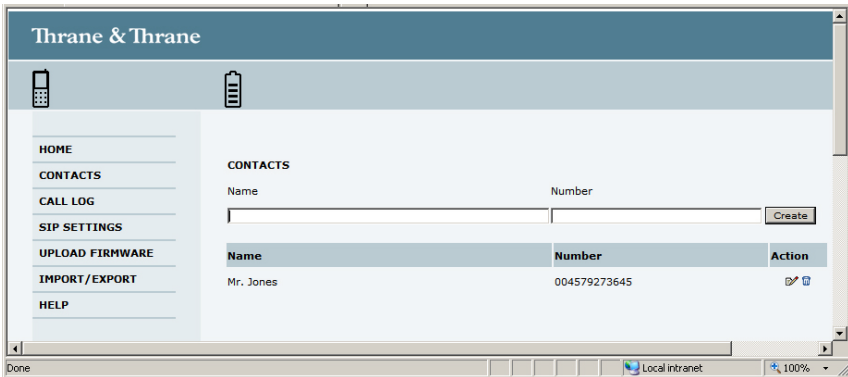 Thrane & Thrane
HOME
CONTACTS
CALL LOG
SIP SETTINGS
UPLOAD FIRMWARE
IMPORT/EXPORT
HELP
CONTACTS
Name Number
Create
Name Number Action
Mr. Jones 004579273645
Done Local intranet 100%